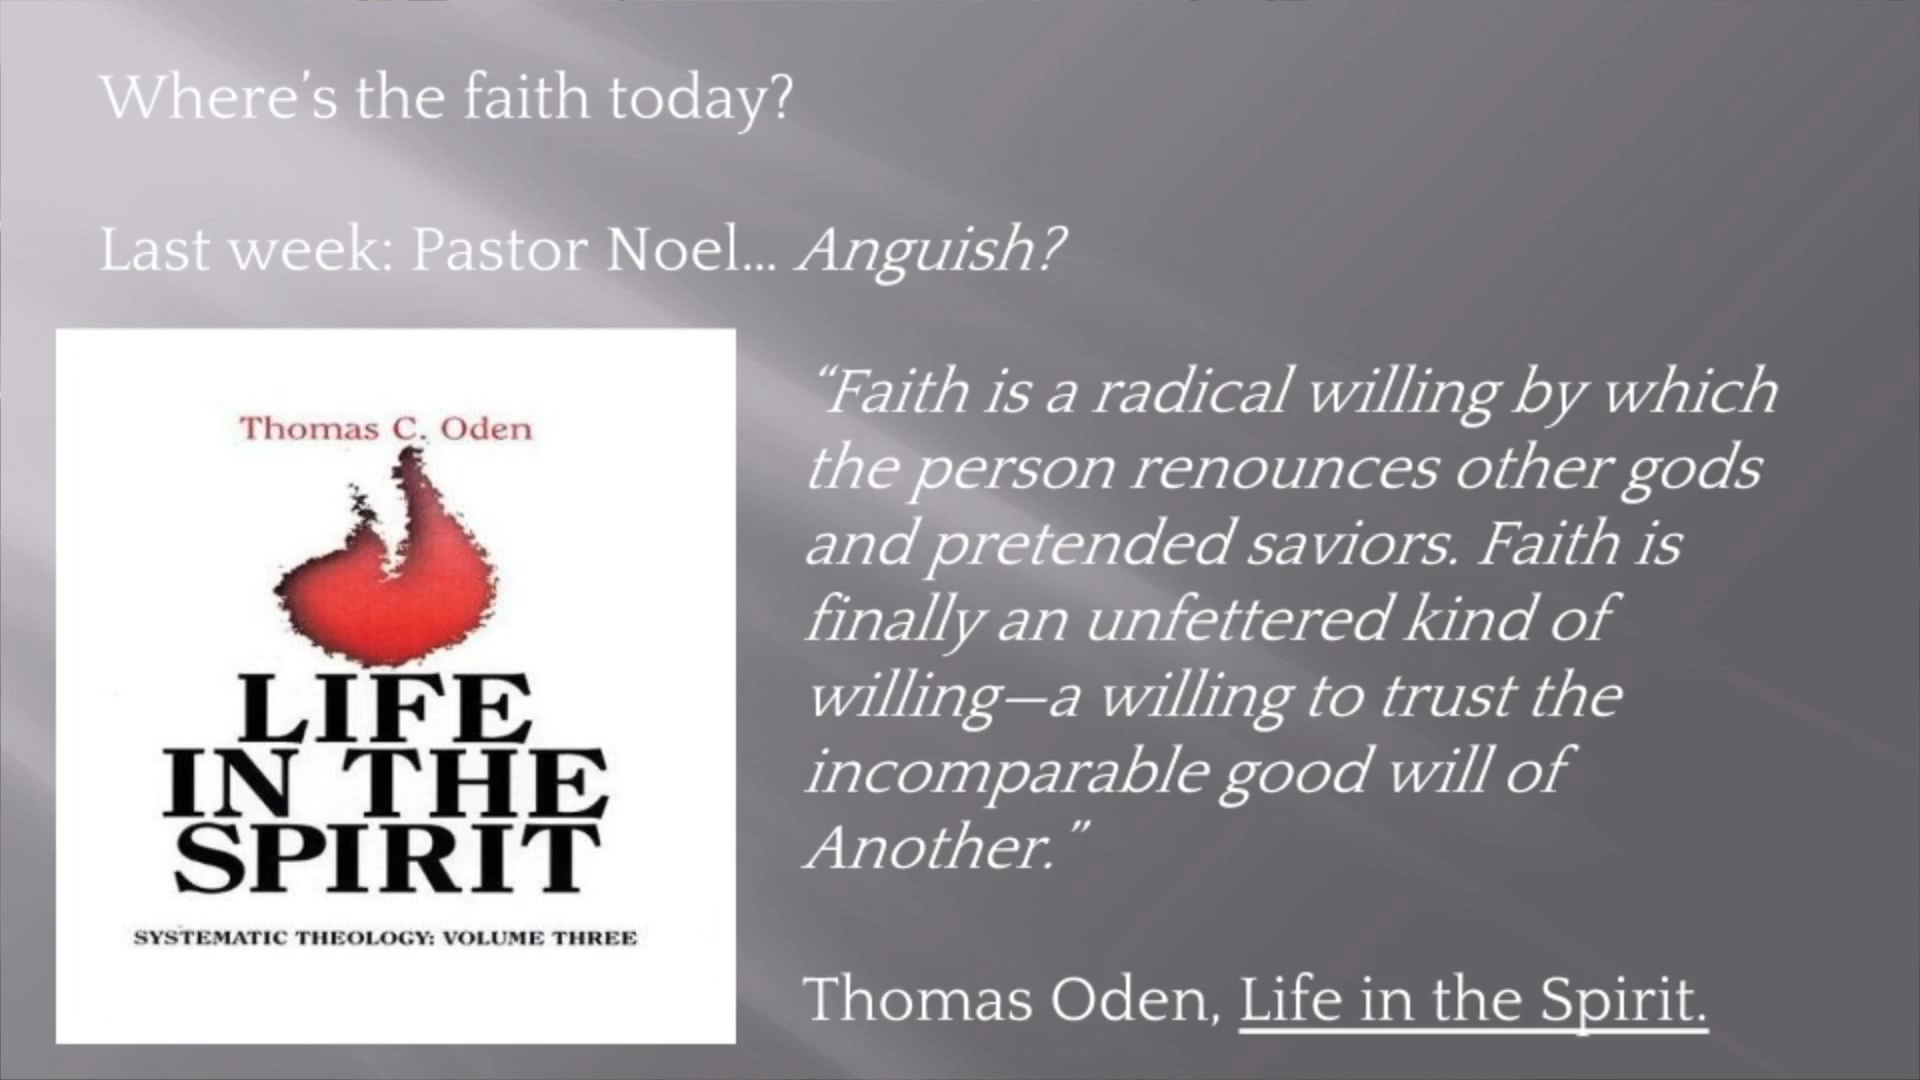 Where's the faith today?
Last week: Pastor Noel... Anguish?
Thomas C. Oden
LIFE
IN THE
SPIRIT
SYSTEMATIC THEOLOGY: VOLUME THREE
“Faith is a radical willing by which
the person renounces other gods
and pretended saviors. Faith is
finally an unfettered kind of
willing—a willing to trust the
incomparable good will of
Another.”
Thomas Oden, Life in the Spirit.